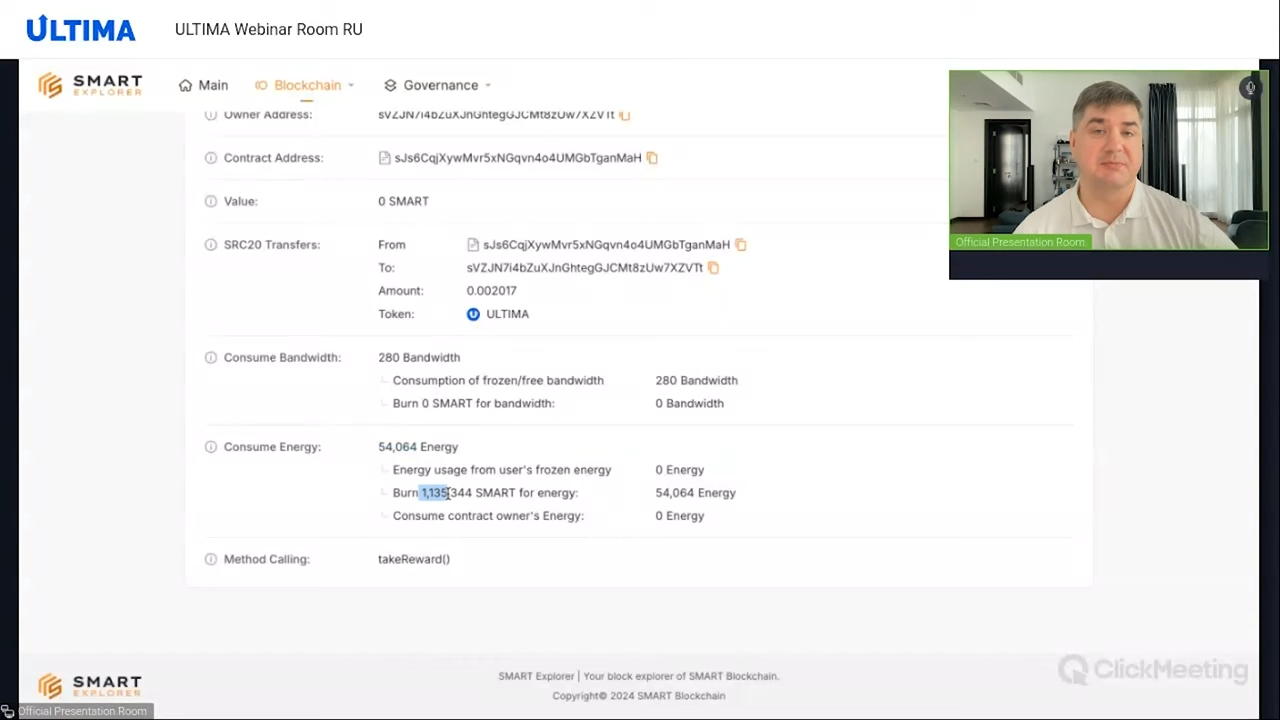 ULTIMA
ULTIMA Webinar Room RU
SMART
EXPLORER
Main
Blockchain
Governance
Owner Address: sVZJN7i4bZuXJnGhtegGJCMt8zUw7XZVTt
Contract Address: sJs6CqjXywMvr5xNGqvn4o4UMGbTganMaH
Value: 0 SMART
SRC20 Transfers: From sJs6CqjXywMvr5xNGqvn4o4UMGbTganMaH
To: sVZJN7i4bZuXJnGhtegGJCMt8zUw7XZVTt
Amount: 0.002017
Token: ULTIMA
Consume Bandwidth: 280 Bandwidth
Consumption of frozen/free bandwidth 280 Bandwidth
Burn 0 SMART for bandwidth: 0 Bandwidth
Consume Energy: 54,064 Energy
Energy usage from user's frozen energy 0 Energy
Burn 1,135,344 SMART for energy: 54,064 Energy
Consume contract owner's Energy: 0 Energy
Method Calling: takeReward()
Official Presentation Room
SMART
EXPLORER
SMART Explorer | Your block explorer of SMART Blockchain.
Copyright© 2024 SMART Blockchain
ClickMeeting
Official Presentation Room